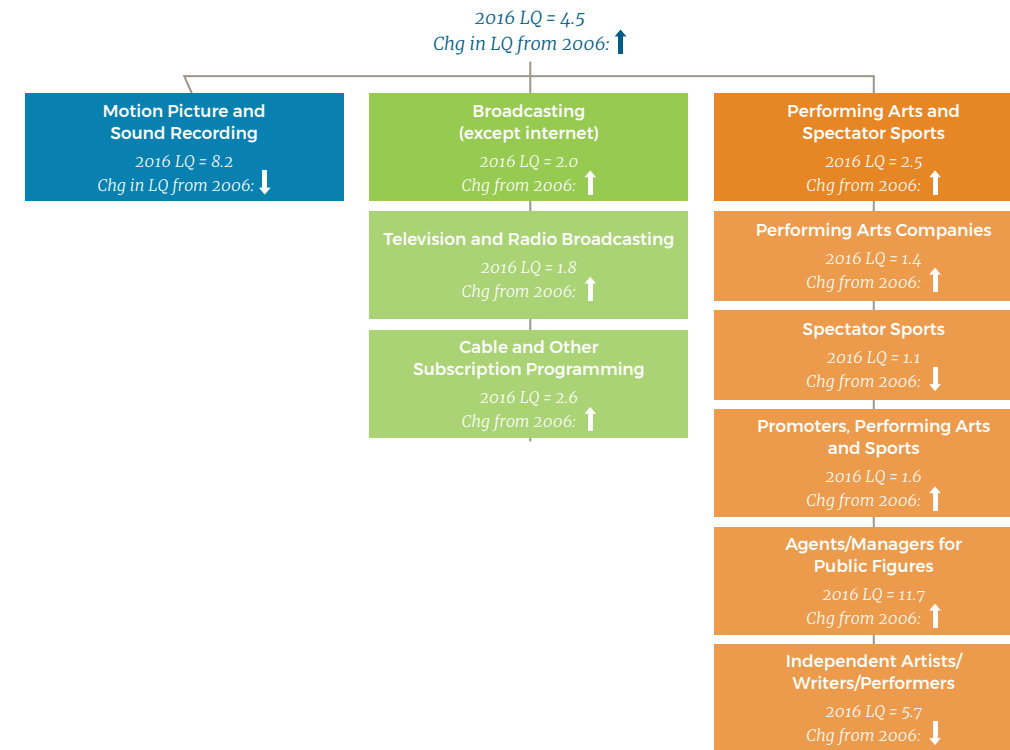 2016 LQ = 4.5
Chg in LQ from 2006:
Motion Picture and
Sound Recording
2016 LQ = 8.2
Chg in LQ from 2006:
Broadcasting
(except internet)
2016 LQ = 2.0
Chg from 2006:
Television and Radio Broadcasting
2016 LQ = 1.8
Chg from 2006:
Cable and Other
Subscription Programming
2016 LQ = 2.6
Chg from 2006:
Performing Arts and
Spectator Sports
2016 LQ = 2.5
Chg from 2006:
Performing Arts Companies
2016 LQ = 1.4
Chg from 2006:
Spectator Sports
2016 LQ = 1.1
Chg from 2006:
Promoters, Performing Arts
and Sports
2016 LQ = 1.6
Chg from 2006:
Agents/Managers for
Public Figures
2016 LQ = 11.7
Chg from 2006:
Independent Artists/
Writers/Performers
2016 LQ = 5.7
Chg from 2006: